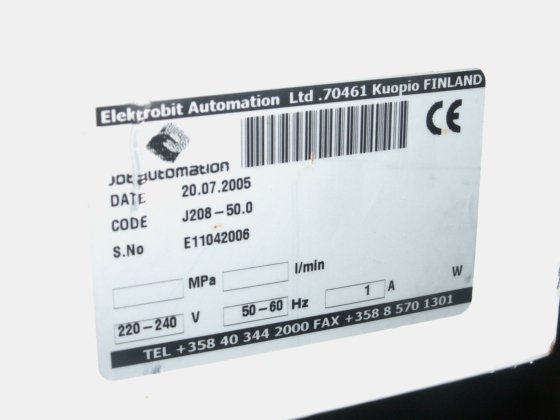 Elektrobit Automation Ltd .70461 Kuopio FINLAND
CE
JOT automation
DATE 20.07.2005
CODE J208-50.0
S.No E11042006
MPa l/min
220-240 V 50-60 Hz 1 A W
TEL +358 40 344 2000 FAX +358 8 570 1301